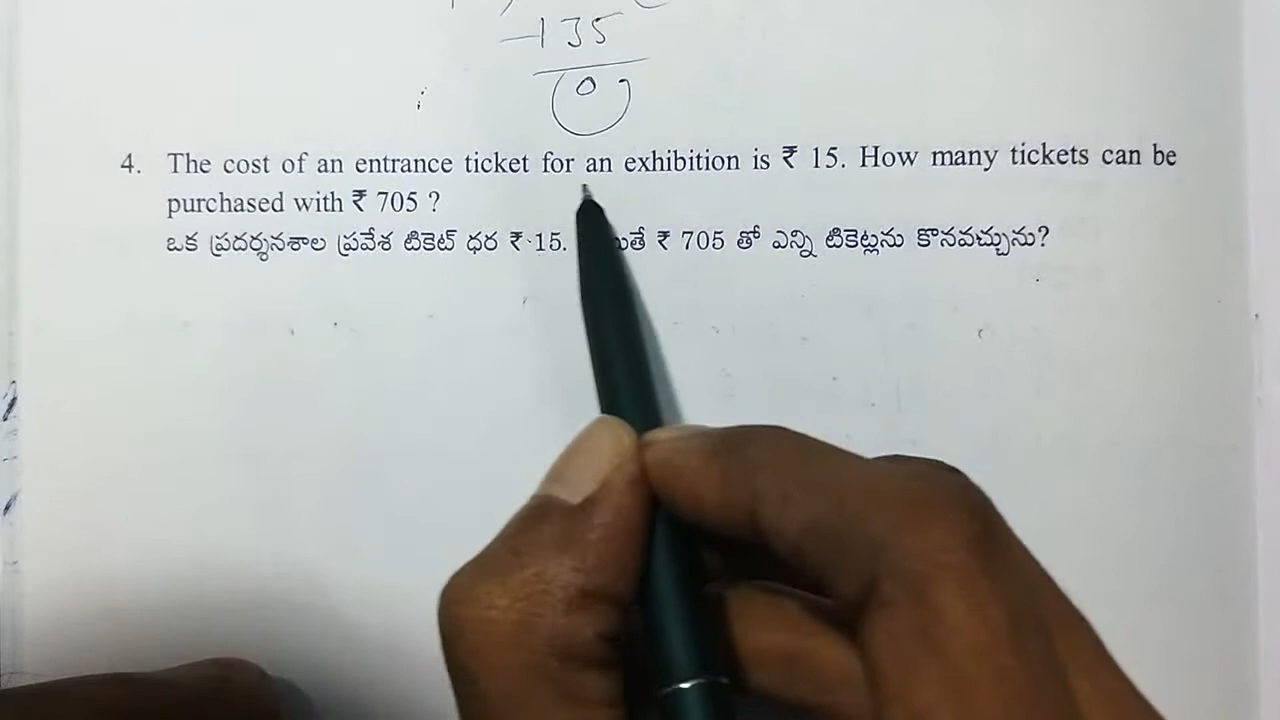 -135
0
4. The cost of an entrance ticket for an exhibition is ₹ 15. How many tickets can be
purchased with ₹ 705 ?
ఒక ప్రదర్శనశాల ప్రవేశ టికెట్ ధర ₹ 15. ₹ 705 తో ఎన్ని టికెట్లను కొనవచ్చును?